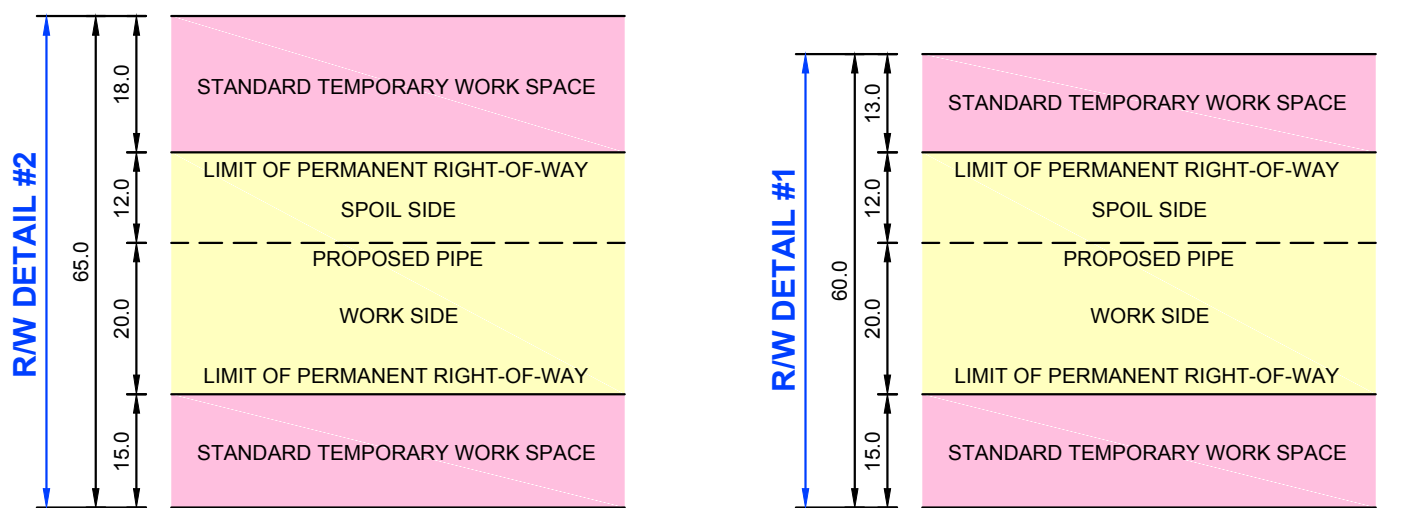 R/W DETAIL #2
65.0
18.0
12.0
20.0
15.0
STANDARD TEMPORARY WORK SPACE
LIMIT OF PERMANENT RIGHT-OF-WAY
SPOIL SIDE
PROPOSED PIPE
WORK SIDE
LIMIT OF PERMANENT RIGHT-OF-WAY
STANDARD TEMPORARY WORK SPACE
R/W DETAIL #1
60.0
13.0
12.0
20.0
15.0
STANDARD TEMPORARY WORK SPACE
LIMIT OF PERMANENT RIGHT-OF-WAY
SPOIL SIDE
PROPOSED PIPE
WORK SIDE
LIMIT OF PERMANENT RIGHT-OF-WAY
STANDARD TEMPORARY WORK SPACE